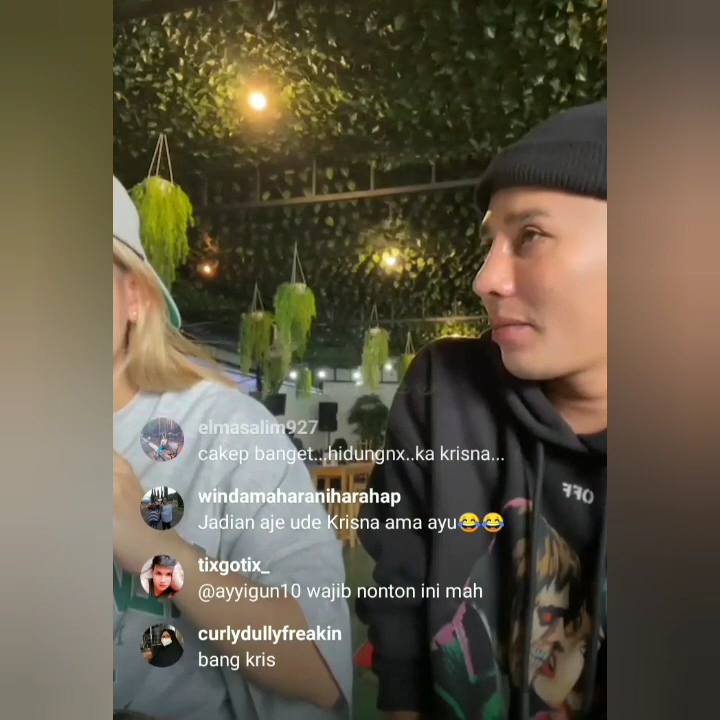 elmasalim927
cakep banget...hidungnx..ka krisna...
windamaharaniharahap
Jadian aje ude Krisna ama ayu😂😂
tixgotix_
@ayyigun10 wajib nonton ini mah
curlydullyfreakin
bang kris
OFF